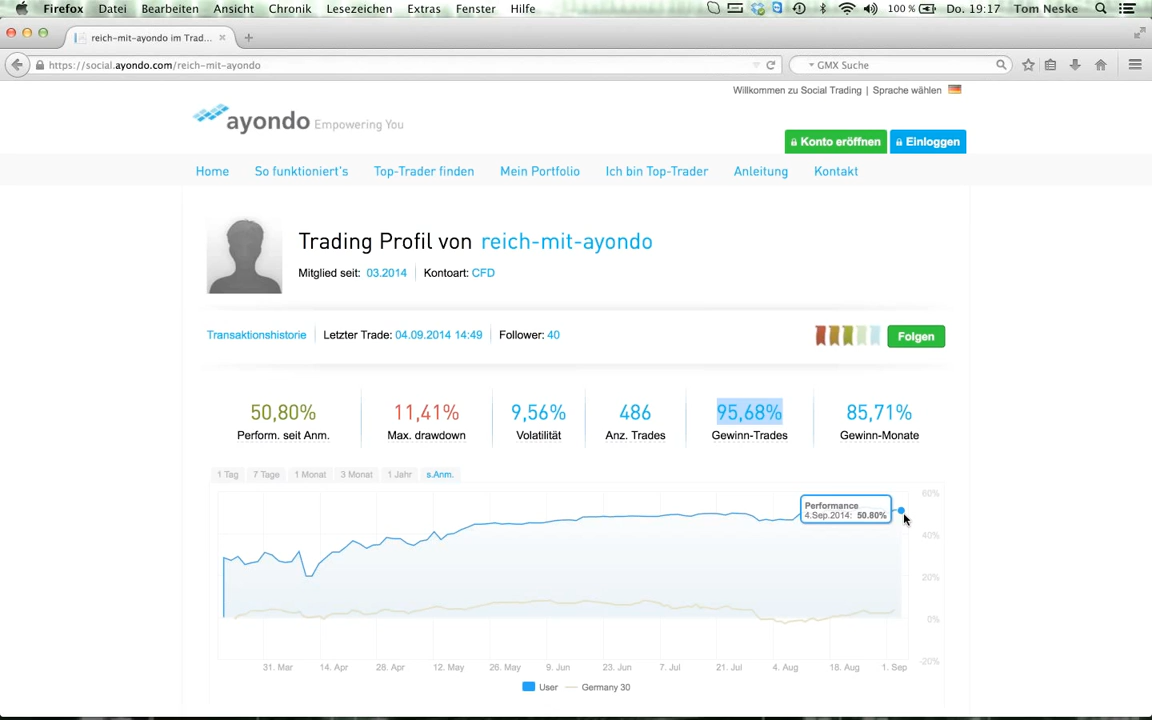 Firefox Datei Bearbeiten Ansicht Chronik Lesezeichen Extras Fenster Hilfe 100 % Do. 19:17 Tom Neske
reich-mit-ayondo im Trad...
https://social.ayondo.com/reich-mit-ayondo GMX Suche
Willkommen zu Social Trading | Sprache wählen
ayondo Empowering You
Konto eröffnen Einloggen
Home So funktioniert's Top-Trader finden Mein Portfolio Ich bin Top-Trader Anleitung Kontakt
Trading Profil von reich-mit-ayondo
Mitglied seit: 03.2014 Kontoart: CFD
Transaktionshistorie Letzter Trade: 04.09.2014 14:49 Follower: 40 Folgen
50,80% 11,41% 9,56% 486 95,68% 85,71%
Perform. seit Anm. Max. drawdown Volatilität Anz. Trades Gewinn-Trades Gewinn-Monate
1 Tag 7 Tage 1 Monat 3 Monat 1 Jahr s.Anm.
60%
Performance
4.Sep.2014: 50.80%
40%
20%
0%
-20%
31. Mar 14. Apr 28. Apr 12. May 26. May 9. Jun 23. Jun 7. Jul 21. Jul 4. Aug 18. Aug 1. Sep
User Germany 30